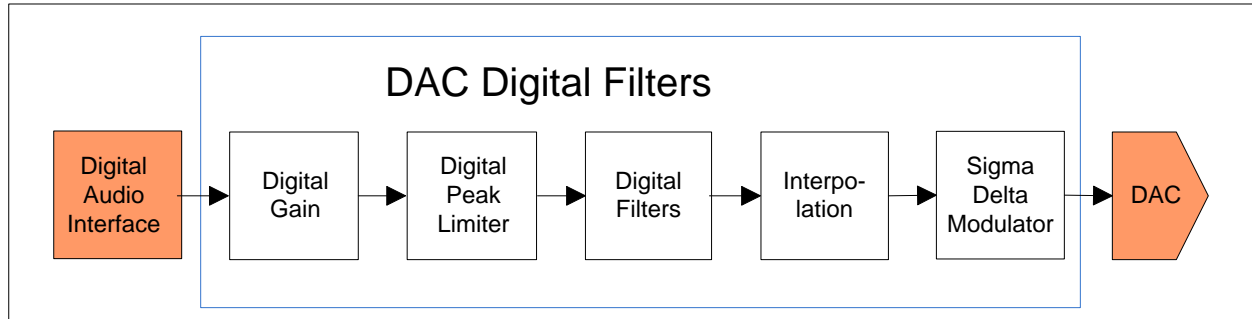 DAC Digital Filters
Digital
Audio
Interface
Digital
Gain
Digital
Peak
Limiter
Digital
Filters
Interpo-
lation
Sigma
Delta
Modulator
DAC